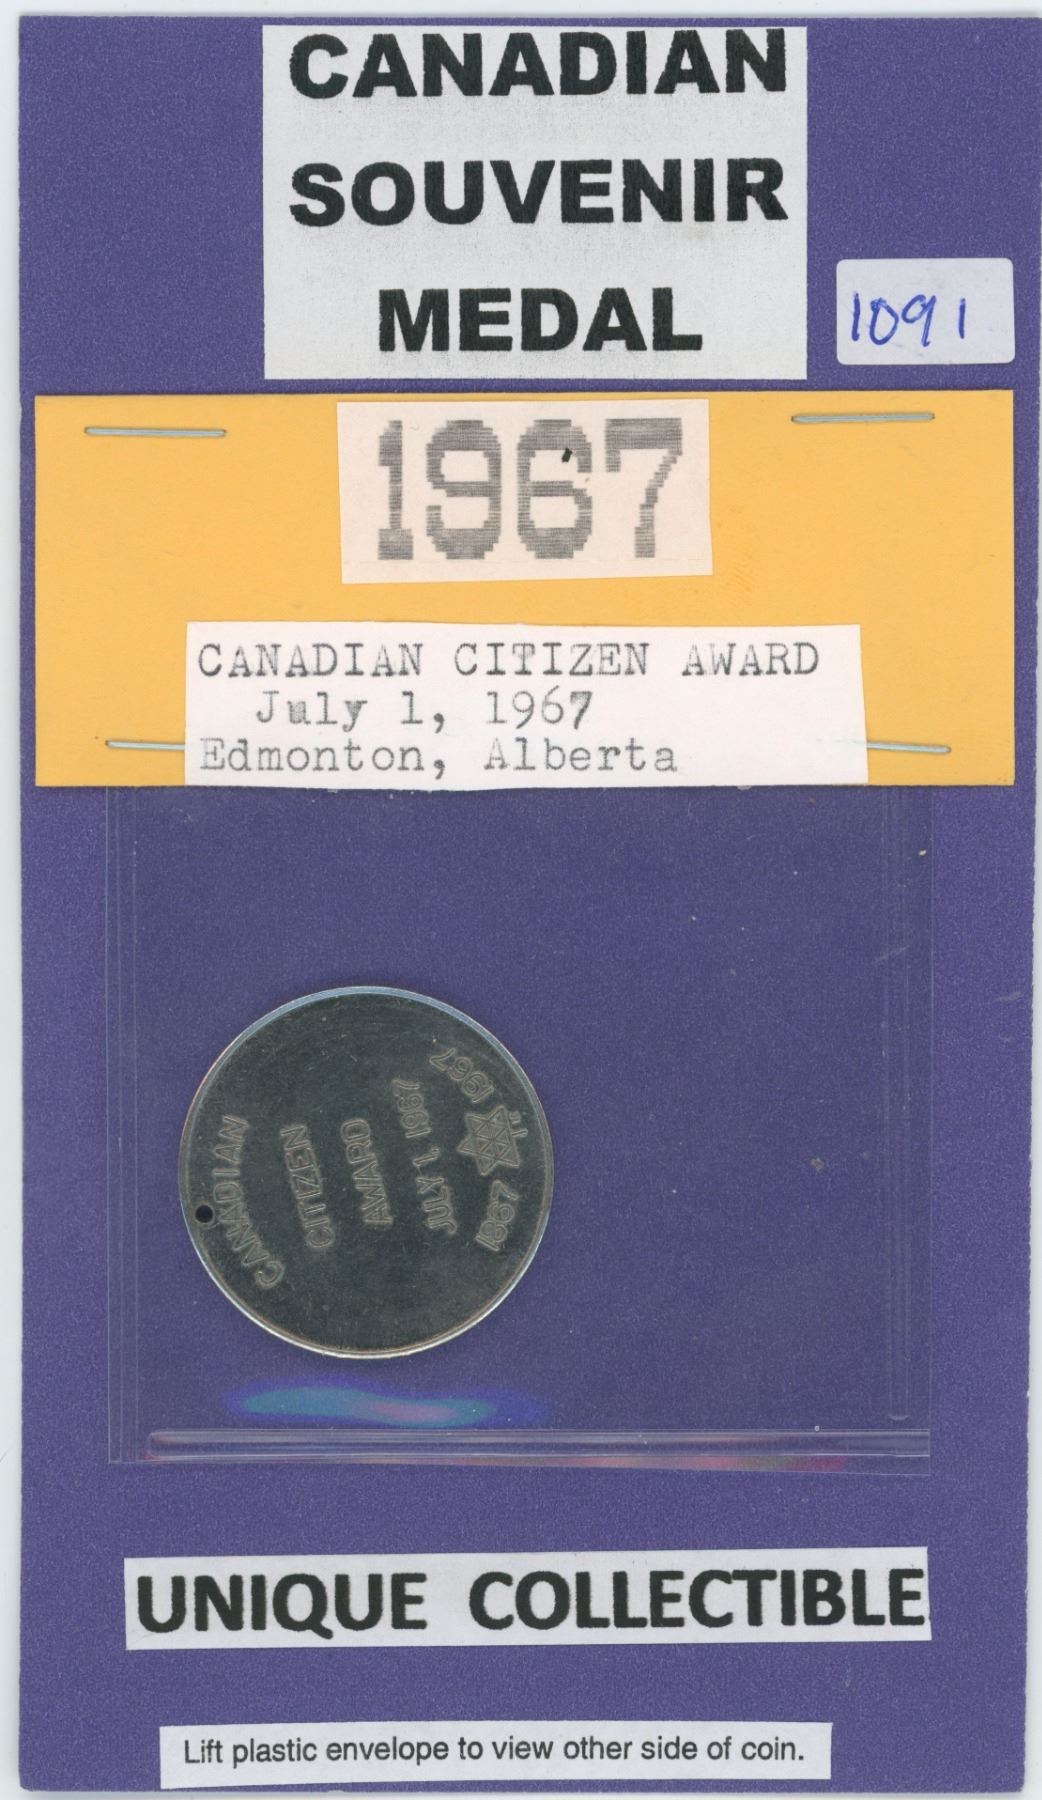 CANADIAN
SOUVENIR
MEDAL
1091
1967
CANADIAN CITIZEN AWARD
July 1, 1967
Edmonton, Alberta
CANADIAN
CITIZEN
AWARD
JULY 1, 1967
1867 1967
UNIQUE COLLECTIBLE
Lift plastic envelope to view other side of coin.